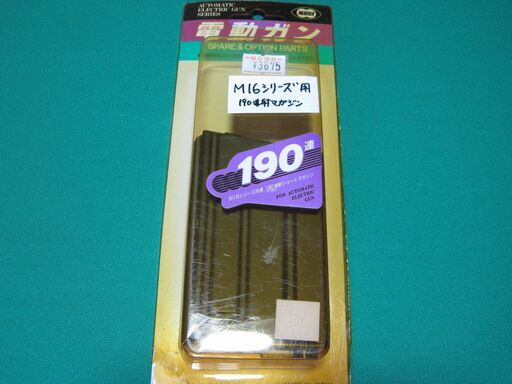 AUTOMATIC
ELECTRIC GUN
SERIES
MARUI
電動ガン
SPARE & OPTION PARTS
税込価格
¥3675
M16シリーズ用
190連射マガジン
190連
M16シリーズ共通 190連射ショートマガジン
FOR AUTOMATIC
ELECTRIC
GUN